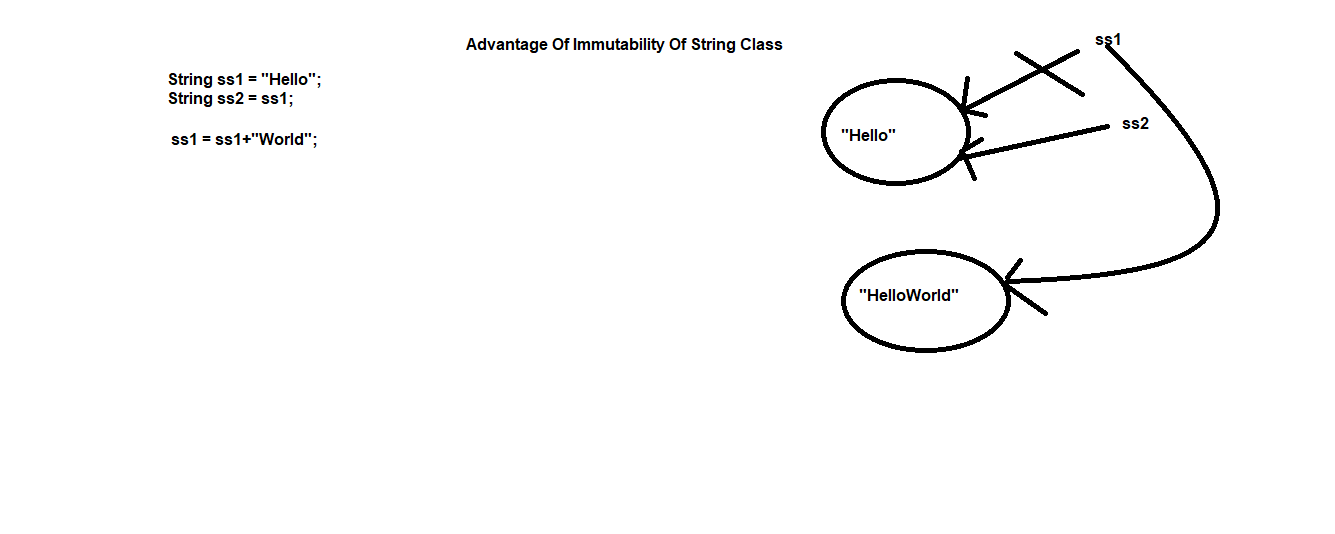 Advantage Of Immutability Of String Class
String ss1 = "Hello";
String ss2 = ss1;
ss1 = ss1+"World";
ss1
"Hello"
ss2
"HelloWorld"